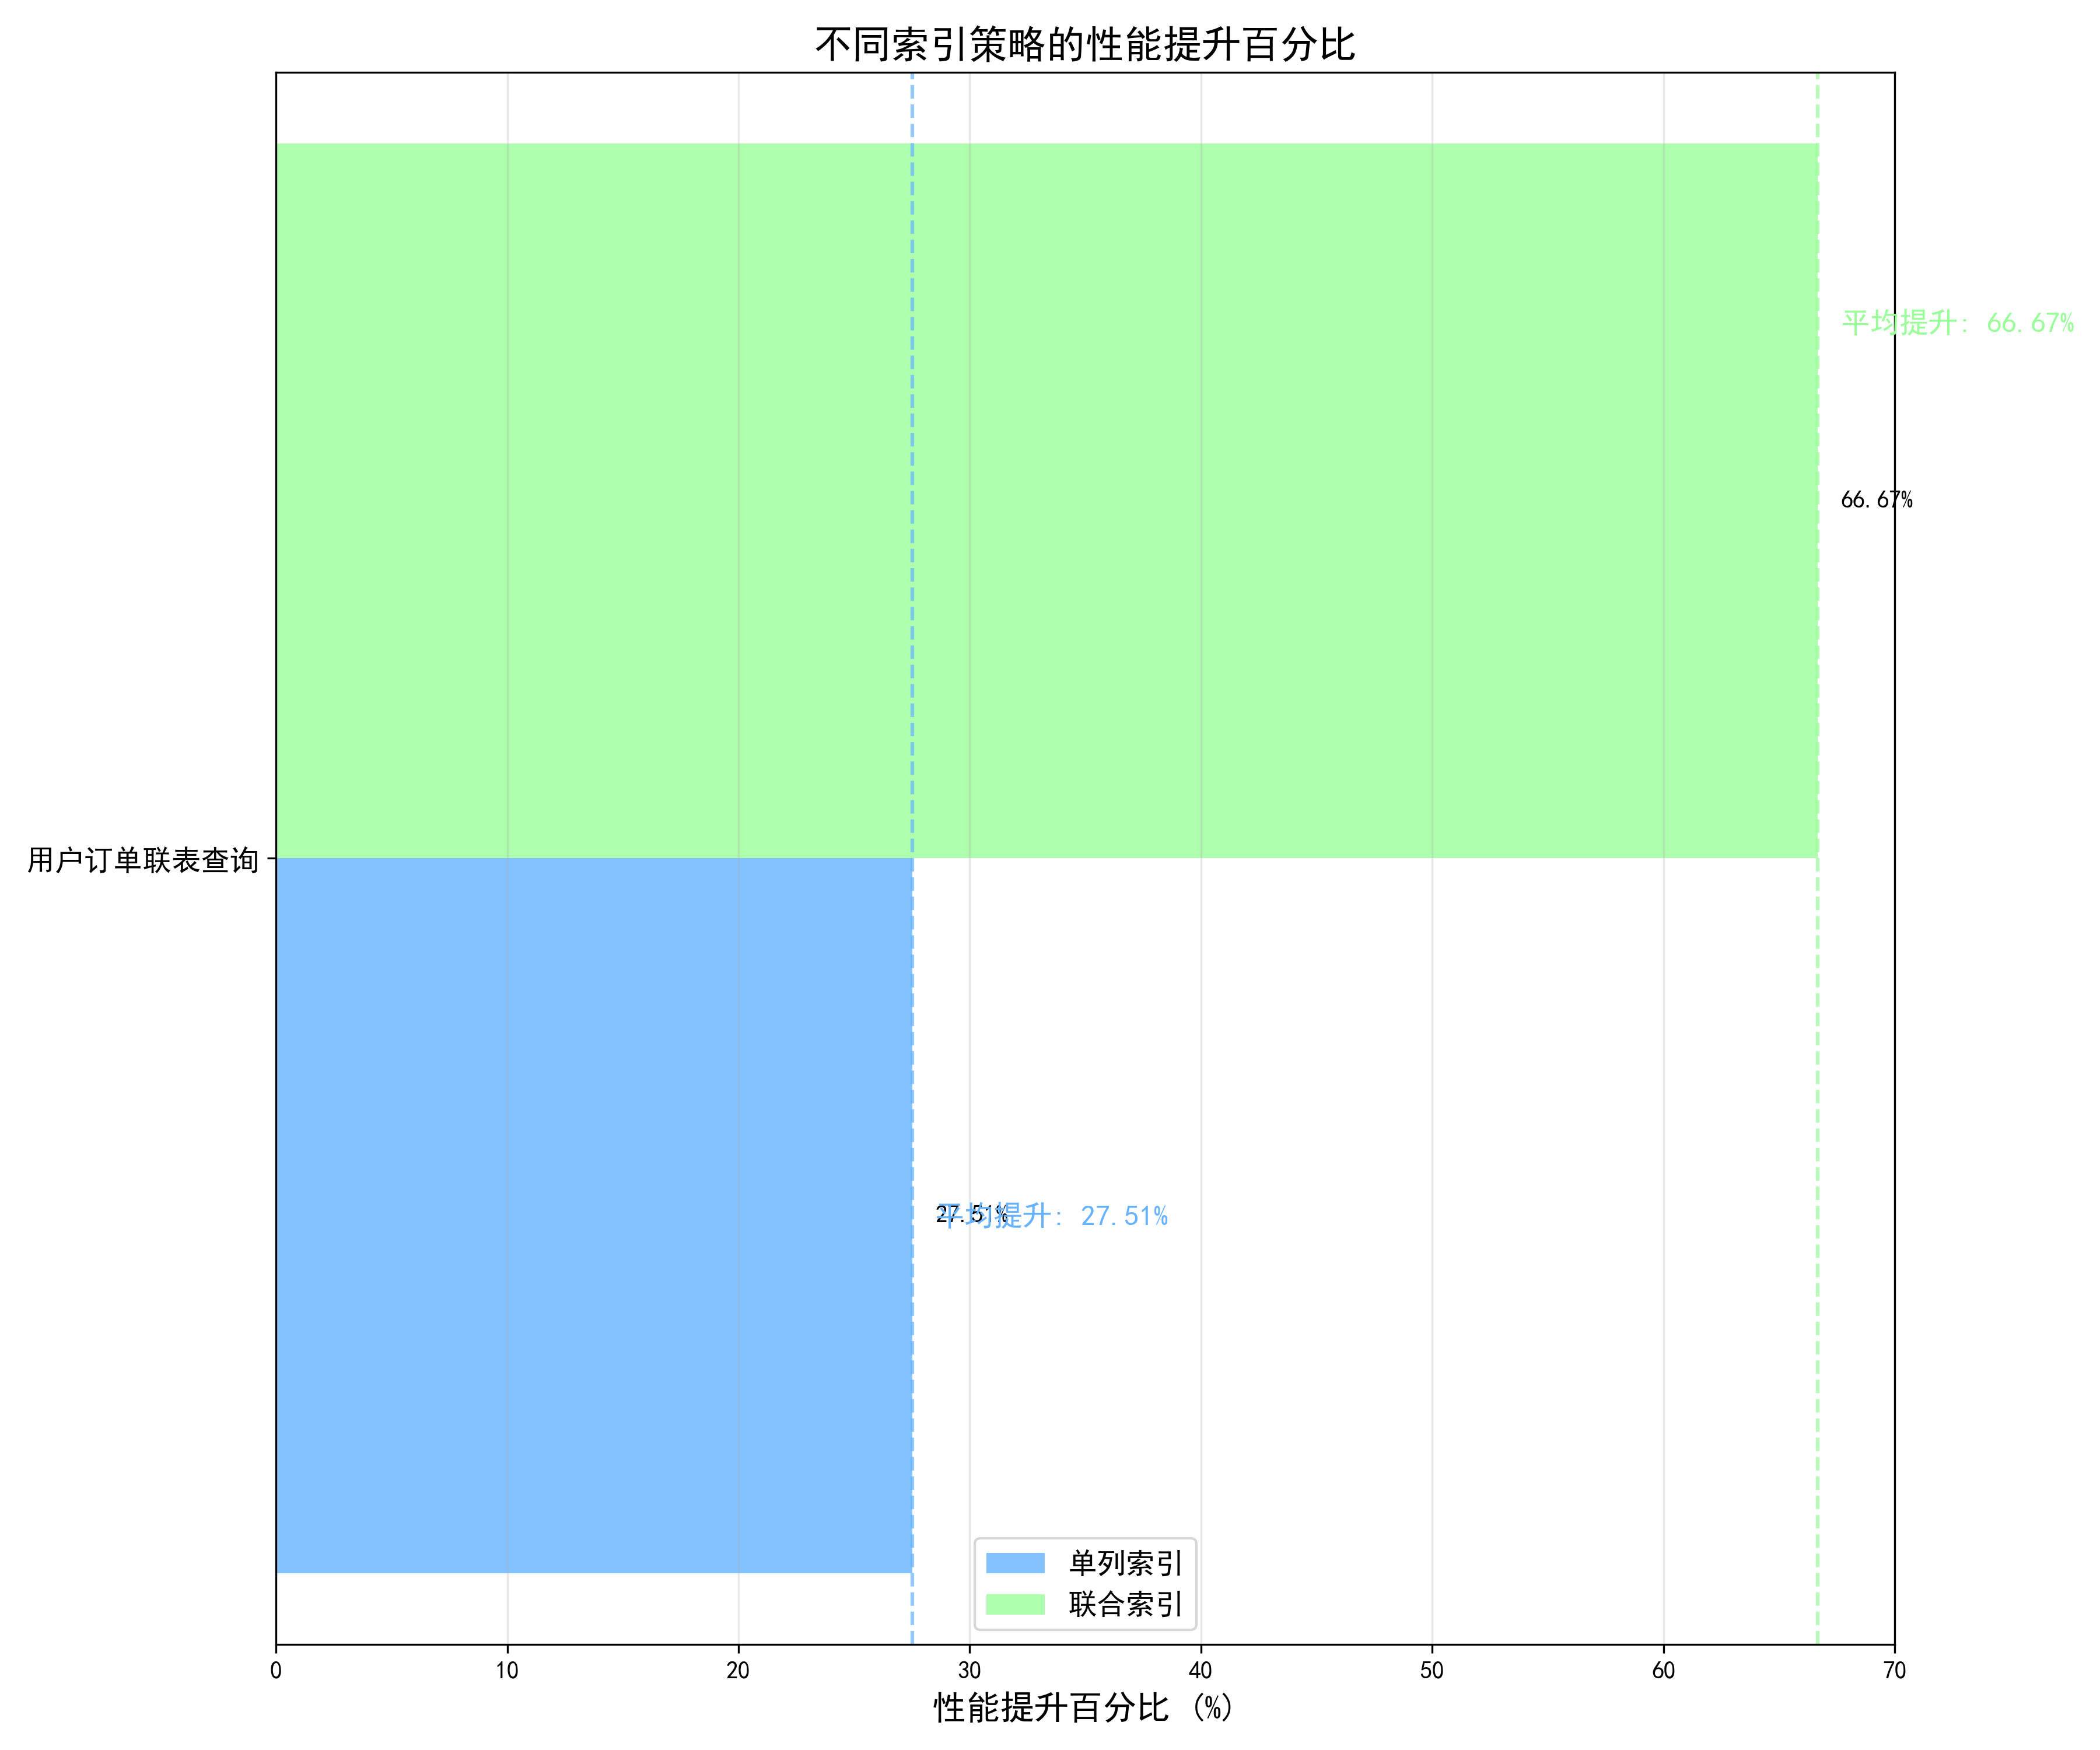 不同索引策略的性能提升百分比
平均提升: 66.67%
66.67%
用户订单联表查询
27.51%
平均提升: 27.51%
单列索引
联合索引
0 10 20 30 40 50 60 70
性能提升百分比 (%)